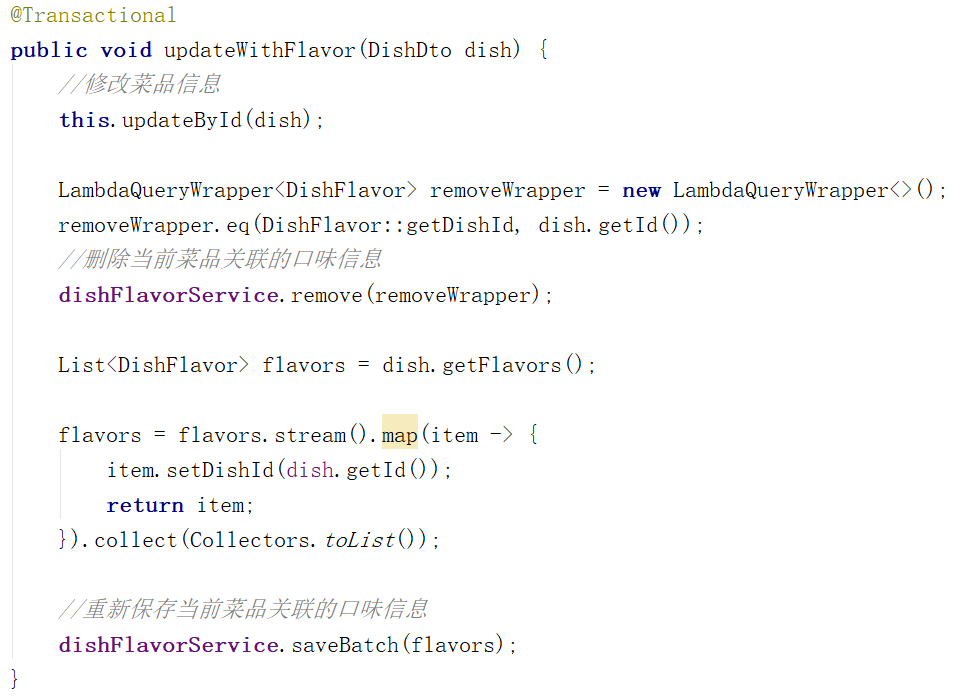 @Transactional
public void updateWithFlavor(DishDto dish) {
//修改菜品信息
this.updateById(dish);
LambdaQueryWrapper<DishFlavor> removeWrapper = new LambdaQueryWrapper<>();
removeWrapper.eq(DishFlavor::getDishId, dish.getId());
//删除当前菜品关联的口味信息
dishFlavorService.remove(removeWrapper);
List<DishFlavor> flavors = dish.getFlavors();
flavors = flavors.stream().map(item -> {
item.setDishId(dish.getId());
return item;
}).collect(Collectors.toList());
//重新保存当前菜品关联的口味信息
dishFlavorService.saveBatch(flavors);
}